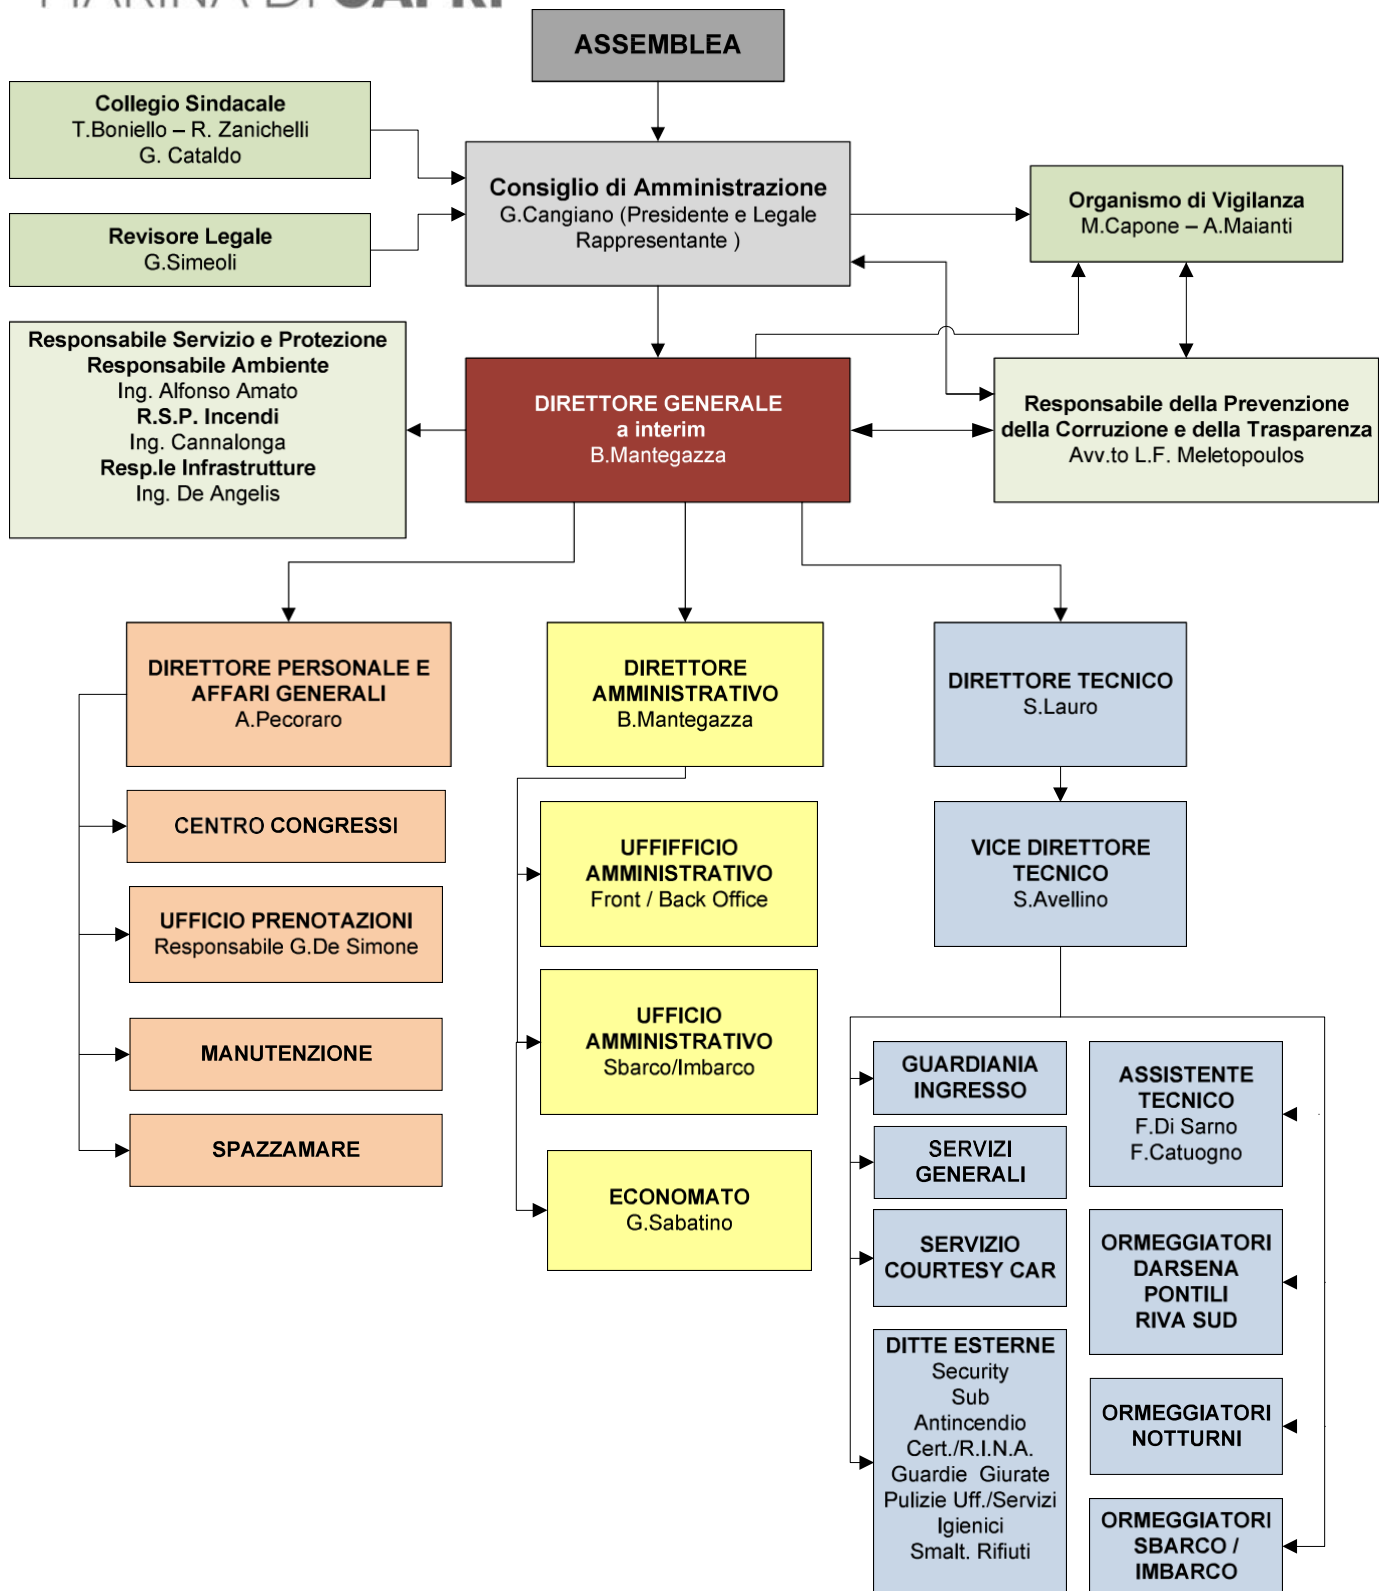 MARINA DI CAPRI
ASSEMBLEA
Collegio Sindacale
T.Boniello – R. Zanichelli
G. Cataldo
Revisore Legale
G.Simeoli
Consiglio di Amministrazione
G.Cangiano (Presidente e Legale
Rappresentante )
Organismo di Vigilanza
M.Capone – A.Maianti
Responsabile Servizio e Protezione
Responsabile Ambiente
Ing. Alfonso Amato
R.S.P. Incendi
Ing. Cannalonga
Resp.le Infrastrutture
Ing. De Angelis
DIRETTORE GENERALE
a interim
B.Mantegazza
Responsabile della Prevenzione
della Corruzione e della Trasparenza
Avv.to L.F. Meletopoulos
DIRETTORE PERSONALE E
AFFARI GENERALI
A.Pecoraro
CENTRO CONGRESSI
UFFICIO PRENOTAZIONI
Responsabile G.De Simone
MANUTENZIONE
SPAZZAMARE
DIRETTORE
AMMINISTRATIVO
B.Mantegazza
UFFIFFICIO
AMMINISTRATIVO
Front / Back Office
UFFICIO
AMMINISTRATIVO
Sbarco/Imbarco
ECONOMATO
G.Sabatino
DIRETTORE TECNICO
S.Lauro
VICE DIRETTORE
TECNICO
S.Avellino
GUARDIANIA
INGRESSO
SERVIZI
GENERALI
SERVIZIO
COURTESY CAR
DITTE ESTERNE
Security
Sub
Antincendio
Cert./R.I.N.A.
Guardie Giurate
Pulizie Uff./Servizi
Igienici
Smalt. Rifiuti
ASSISTENTE
TECNICO
F.Di Sarno
F.Catuogno
ORMEGGIATORI
DARSENA
PONTILI
RIVA SUD
ORMEGGIATORI
NOTTURNI
ORMEGGIATORI
SBARCO /
IMBARCO